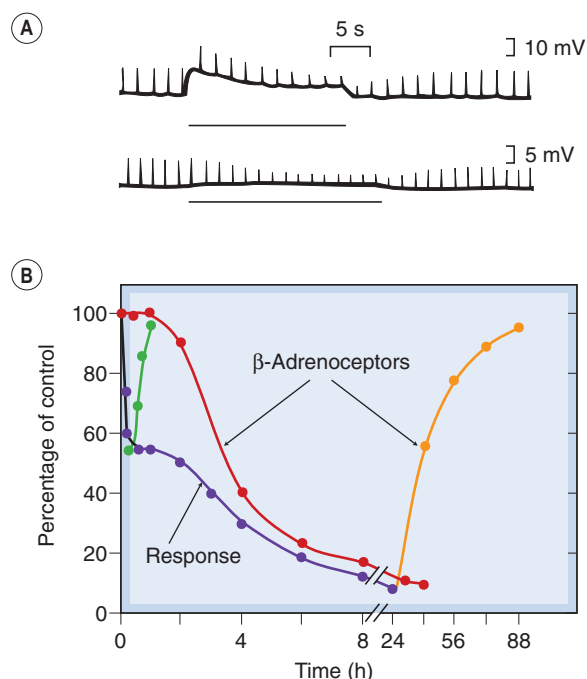 A
5 s
10 mV
5 mV
B
Percentage of control
100
80
60
40
20
0
β-Adrenoceptors
Response
0 4 8 24 56 88
Time (h)